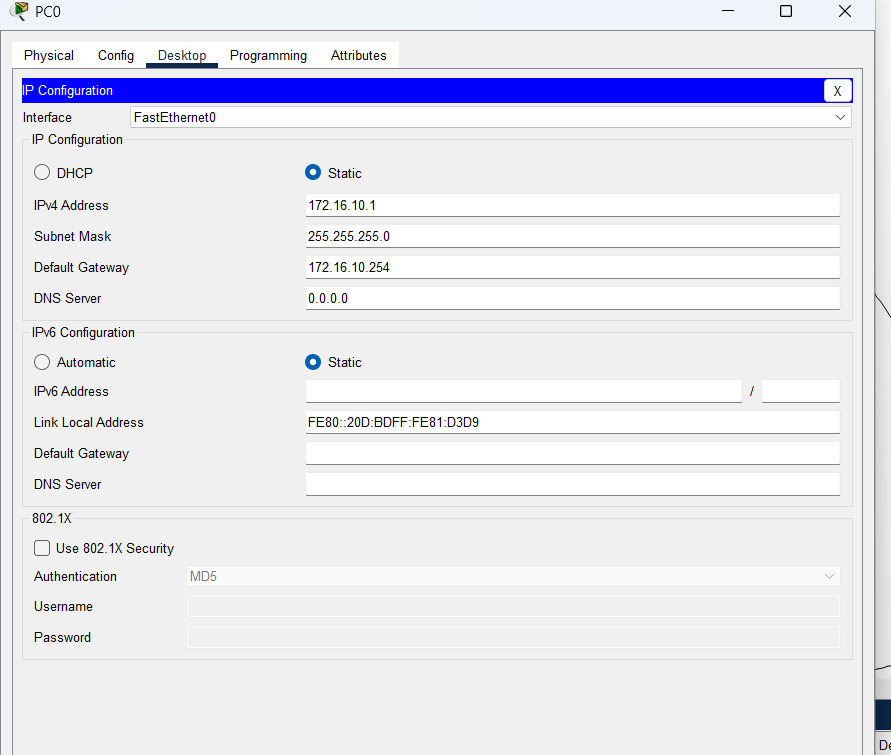 PC0
Physical Config Desktop Programming Attributes
IP Configuration X
Interface FastEthernet0
IP Configuration
DHCP Static
IPv4 Address 172.16.10.1
Subnet Mask 255.255.255.0
Default Gateway 172.16.10.254
DNS Server 0.0.0.0
IPv6 Configuration
Automatic Static
IPv6 Address /
Link Local Address FE80::20D:BDFF:FE81:D3D9
Default Gateway
DNS Server
802.1X
Use 802.1X Security
Authentication MD5
Username
Password